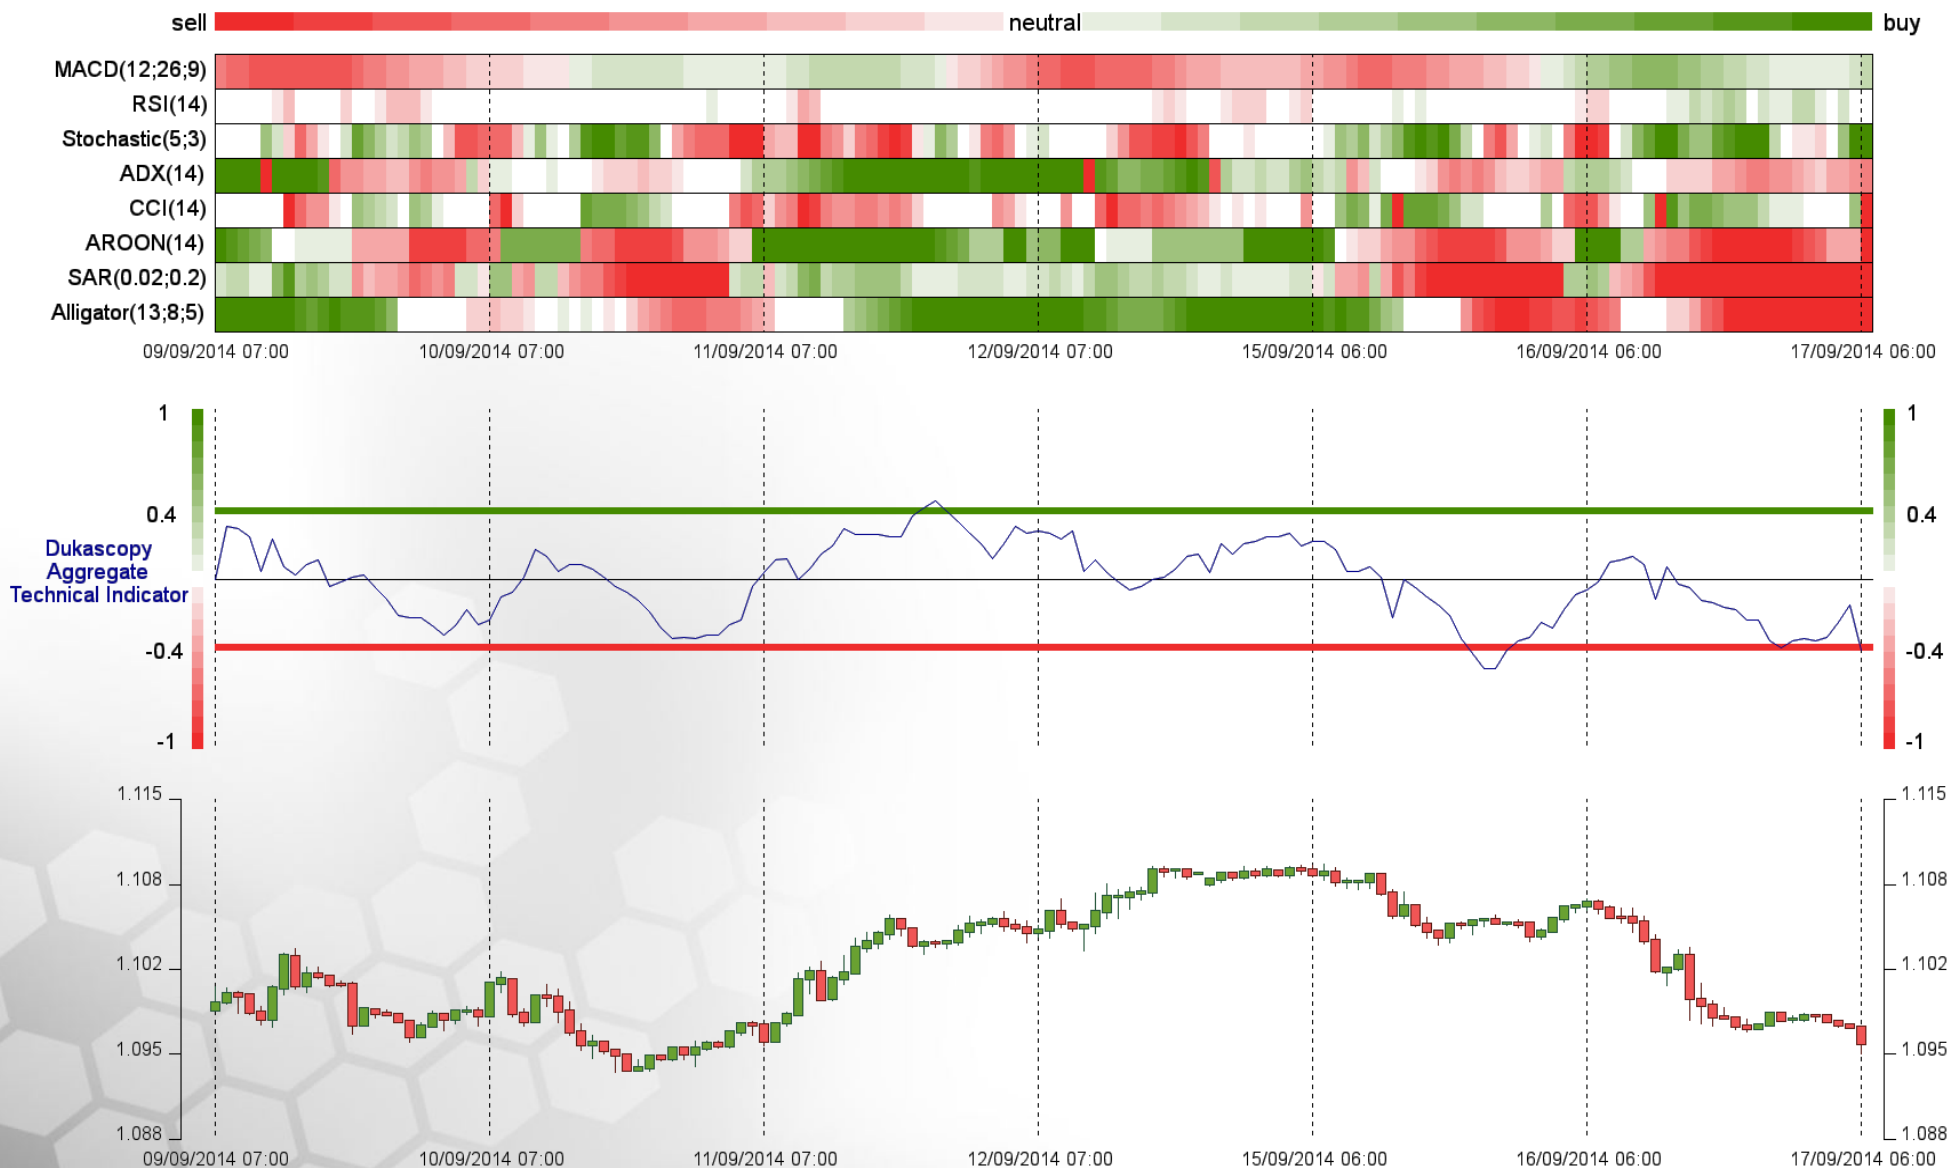 sell neutral buy
MACD(12;26;9)
RSI(14)
Stochastic(5;3)
ADX(14)
CCI(14)
AROON(14)
SAR(0.02;0.2)
Alligator(13;8;5)
09/09/2014 07:00 10/09/2014 07:00 11/09/2014 07:00 12/09/2014 07:00 15/09/2014 06:00 16/09/2014 06:00 17/09/2014 06:00
1 1
0.4 0.4
Dukascopy
Aggregate
Technical Indicator
-0.4 -0.4
-1 -1
1.115 1.115
1.108 1.108
1.102 1.102
1.095 1.095
1.088 1.088
09/09/2014 07:00 10/09/2014 07:00 11/09/2014 07:00 12/09/2014 07:00 15/09/2014 06:00 16/09/2014 06:00 17/09/2014 06:00